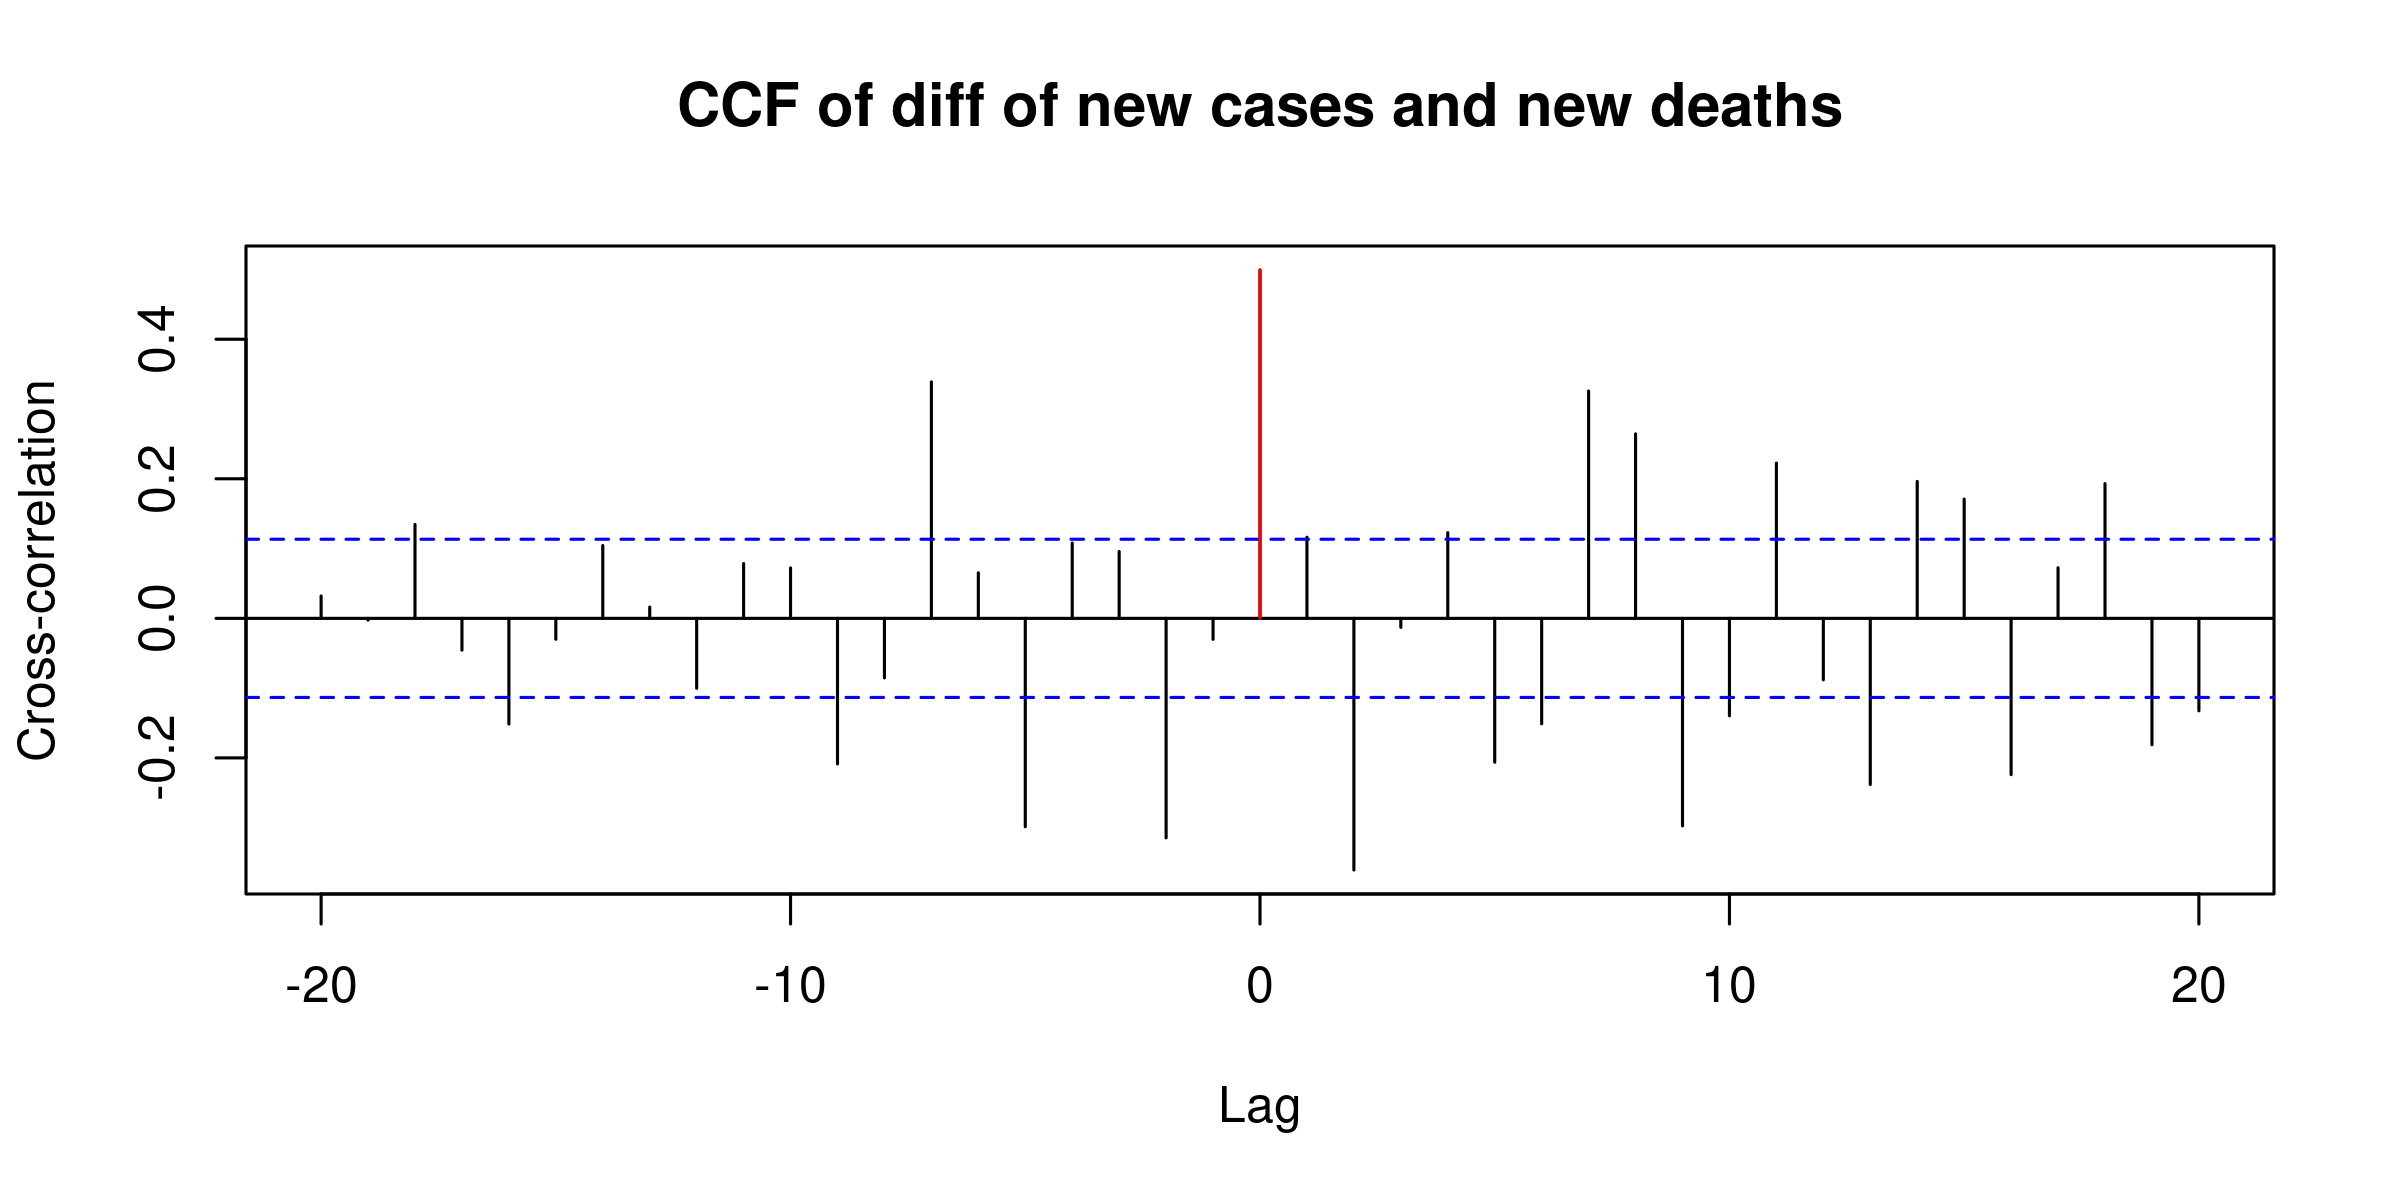 CCF of diff of new cases and new deaths
Cross-correlation
0.4
0.2
0.0
-0.2
-20 -10 0 10 20
Lag